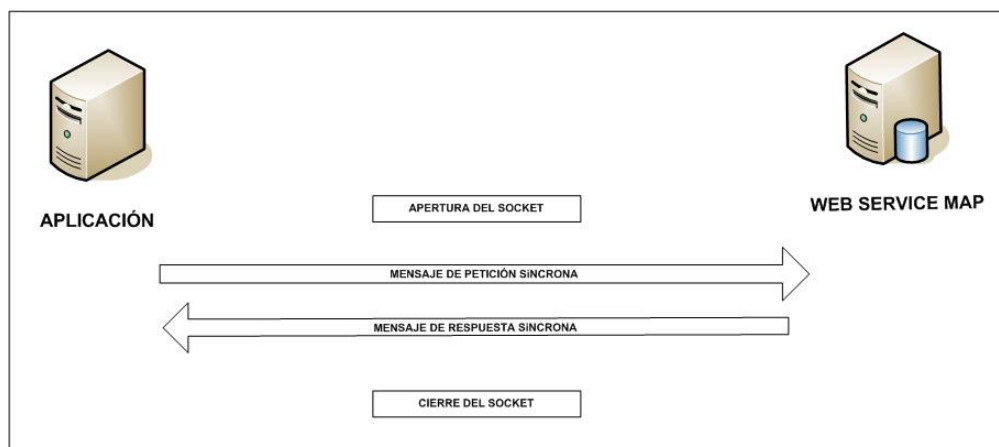 APLICACIÓN
WEB SERVICE MAP
APERTURA DEL SOCKET
MENSAJE DE PETICIÓN SíNCRONA
MENSAJE DE RESPUESTA SíNCRONA
CIERRE DEL SOCKET